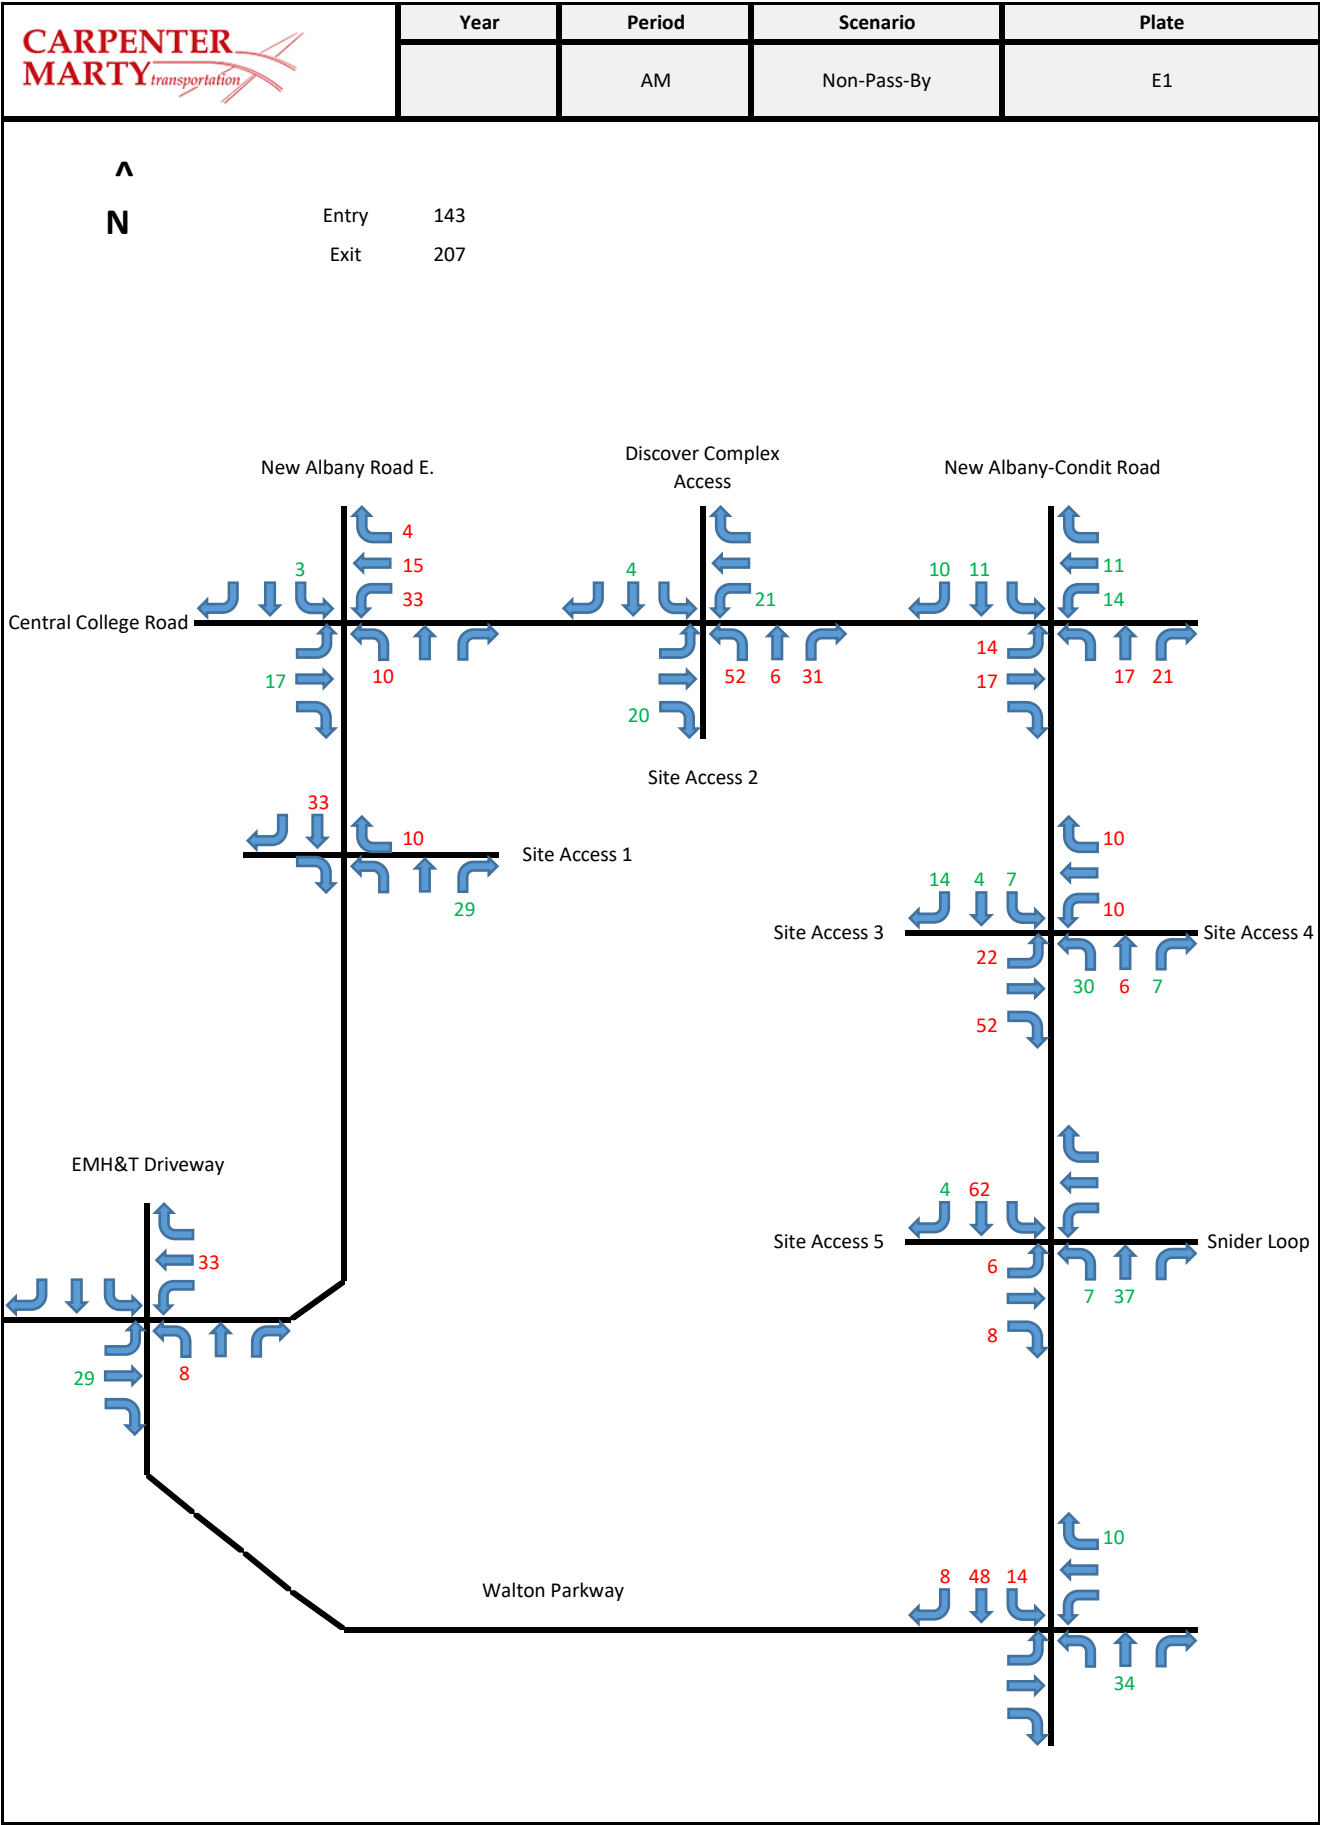 CARPENTER
MARTY transportation
Year Period Scenario Plate
AM Non-Pass-By E1
^
N
Entry 143
Exit 207
New Albany Road E.
Discover Complex
Access
New Albany-Condit Road
4
15
33
3
Central College Road
17
10
4
21
20
52 6 31
Site Access 2
10 11
11
14
14
17
17 21
33
10
Site Access 1
29
10
10
14 4 7
Site Access 3
Site Access 4
22
52
30 6 7
EMH&T Driveway
33
29
8
4 62
Site Access 5
Snider Loop
6
8
7 37
Walton Parkway
10
8 48 14
34